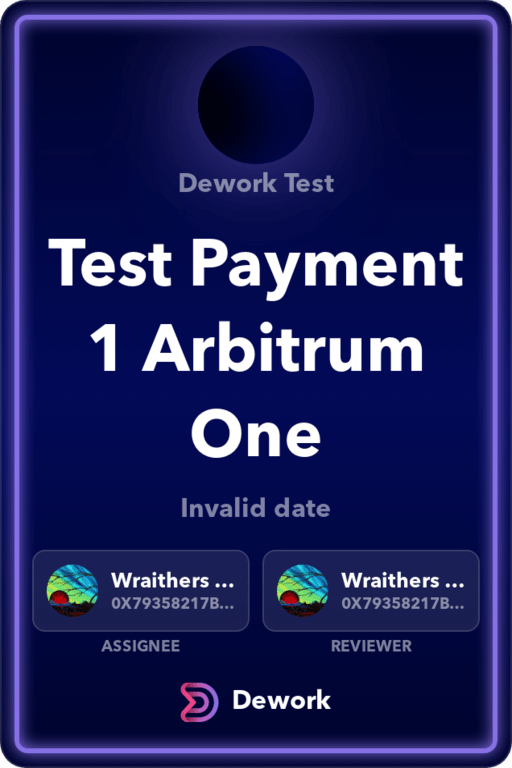 Dework Test
Test Payment
1 Arbitrum
One
Invalid date
Wraithers ...
0X79358217B...
Wraithers ...
0X79358217B...
ASSIGNEE
REVIEWER
Dework